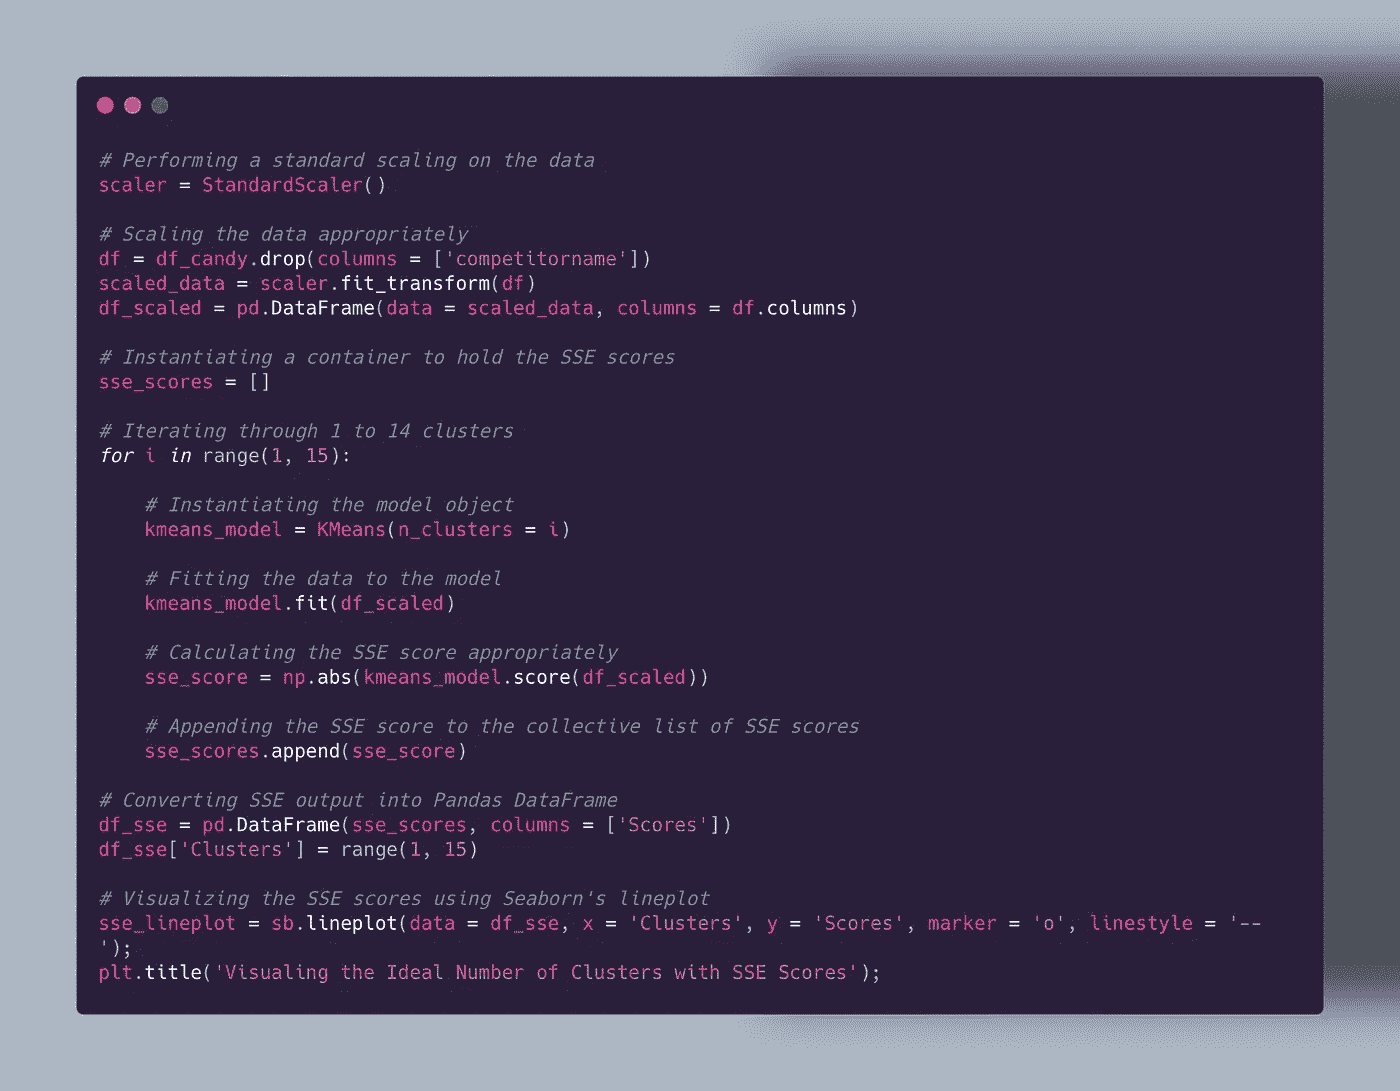 # Performing a standard scaling on the data
scaler = StandardScaler()
# Scaling the data appropriately
df = df_candy.drop(columns = ['competitorname'])
scaled_data = scaler.fit_transform(df)
df_scaled = pd.DataFrame(data = scaled_data, columns = df.columns)
# Instantiating a container to hold the SSE scores
sse_scores = []
# Iterating through 1 to 14 clusters
for i in range(1, 15):
    # Instantiating the model object
    kmeans_model = KMeans(n_clusters = i)
    # Fitting the data to the model
    kmeans_model.fit(df_scaled)
    # Calculating the SSE score appropriately
    sse_score = np.abs(kmeans_model.score(df_scaled))
    # Appending the SSE score to the collective list of SSE scores
    sse_scores.append(sse_score)
# Converting SSE output into Pandas DataFrame
df_sse = pd.DataFrame(sse_scores, columns = ['Scores'])
df_sse['Clusters'] = range(1, 15)
# Visualizing the SSE scores using Seaborn's lineplot
sse_lineplot = sb.lineplot(data = df_sse, x = 'Clusters', y = 'Scores', marker = 'o', linestyle = '--
');
plt.title('Visualing the Ideal Number of Clusters with SSE Scores');